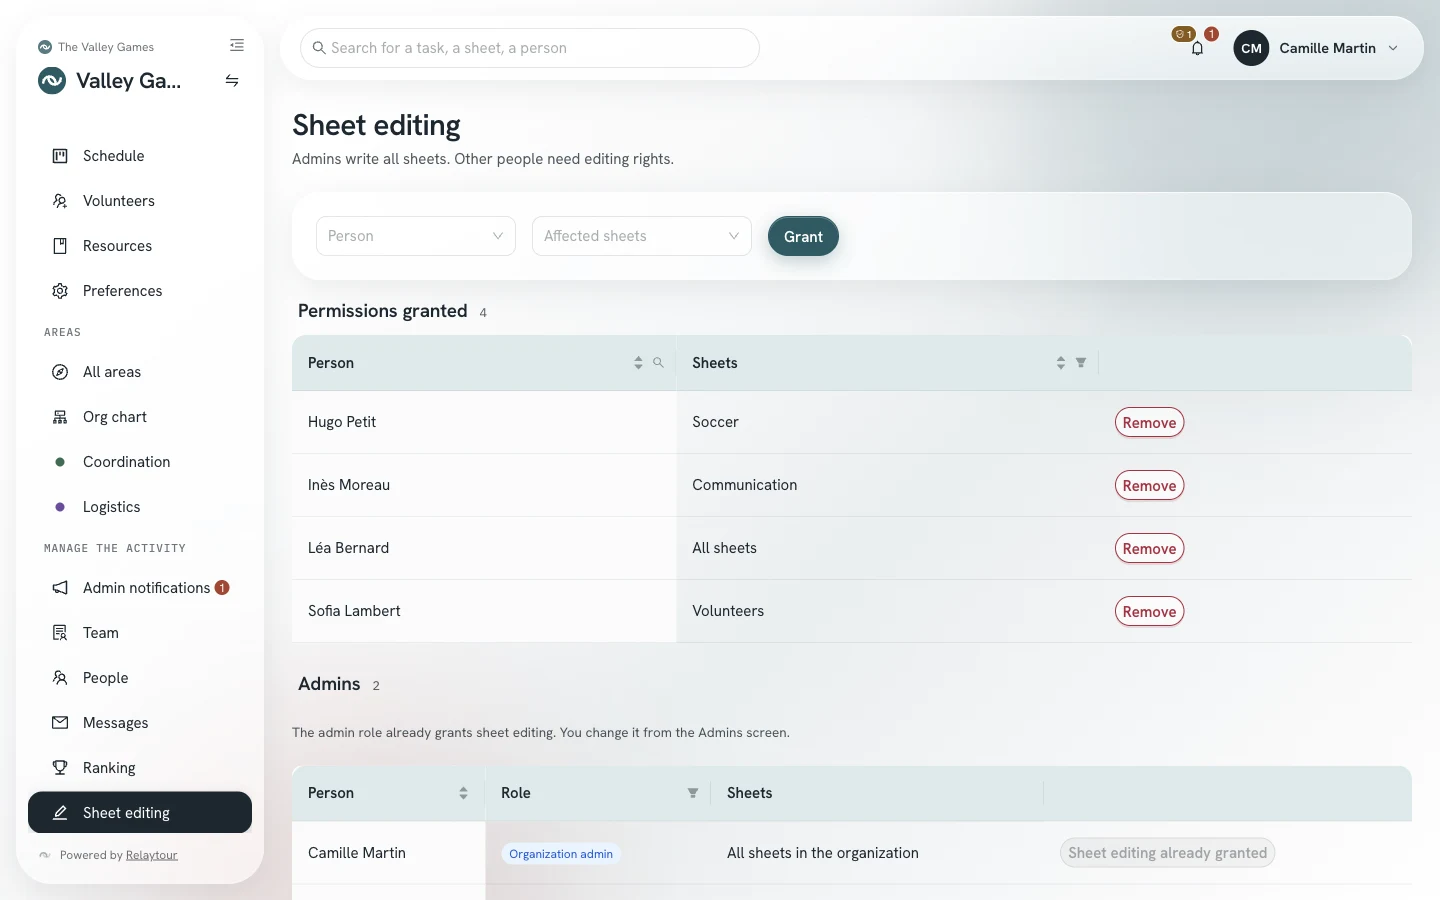 The Valley Games
Valley Ga...
Schedule
Volunteers
Resources
Preferences
AREAS
All areas
Org chart
Coordination
Logistics
MANAGE THE ACTIVITY
Admin notifications 1
Team
People
Messages
Ranking
Sheet editing
Powered by Relaytour
Search for a task, a sheet, a person
1
1
CM Camille Martin
Sheet editing
Admins write all sheets. Other people need editing rights.
Person
Affected sheets
Grant
Permissions granted 4
Person Sheets
Hugo Petit Soccer Remove
Inès Moreau Communication Remove
Léa Bernard All sheets Remove
Sofia Lambert Volunteers Remove
Admins 2
The admin role already grants sheet editing. You change it from the Admins screen.
Person Role Sheets
Camille Martin Organization admin All sheets in the organization Sheet editing already granted